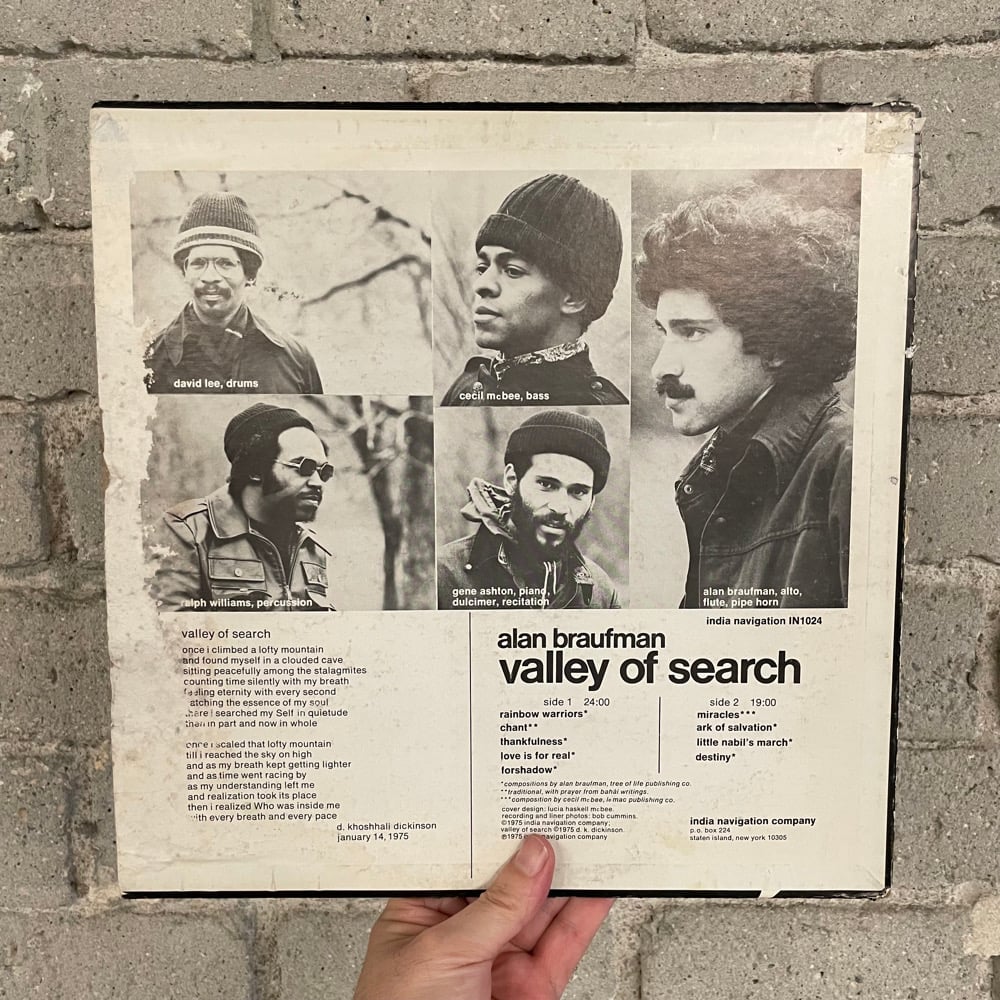 david lee, drums
cecil mcbee, bass
alph williams, percussion
gene ashton, piano,
dulcimer, recitation
alan braufman, alto,
flute, pipe horn
india navigation IN1024
valley of search
once i climbed a lofty mountain
and found myself in a clouded cave
sitting peacefully among the stalagmites
counting time silently with my breath
feeling eternity with every second
atching the essence of my soul
here i searched my Self in quietude
than in part and now in whole
once i scaled that lofty mountain
till i reached the sky on high
and as my breath kept getting lighter
and as time went racing by
as my understanding left me
and realization took its place
then i realized Who was inside me
with every breath and every pace
d. khoshhali dickinson
january 14, 1975
alan braufman
valley of search
side 1 24:00
rainbow warriors*
chant**
thankfulness*
love is for real*
forshadow*
side 2 19:00
miracles***
ark of salvation*
little nabil's march*
destiny*
*compositions by alan braufman, tree of life publishing co.
**traditional, with prayer from bahái writings.
***composition by cecil mcbee, le mac publishing co.
cover design: lucia haskell mcbee.
recording and liner photos: bob cummins.
©1975 india navigation company;
valley of search ©1975 d. k. dickinson.
℗1975 navigation company
india navigation company
p.o. box 224
staten island, new york 10305